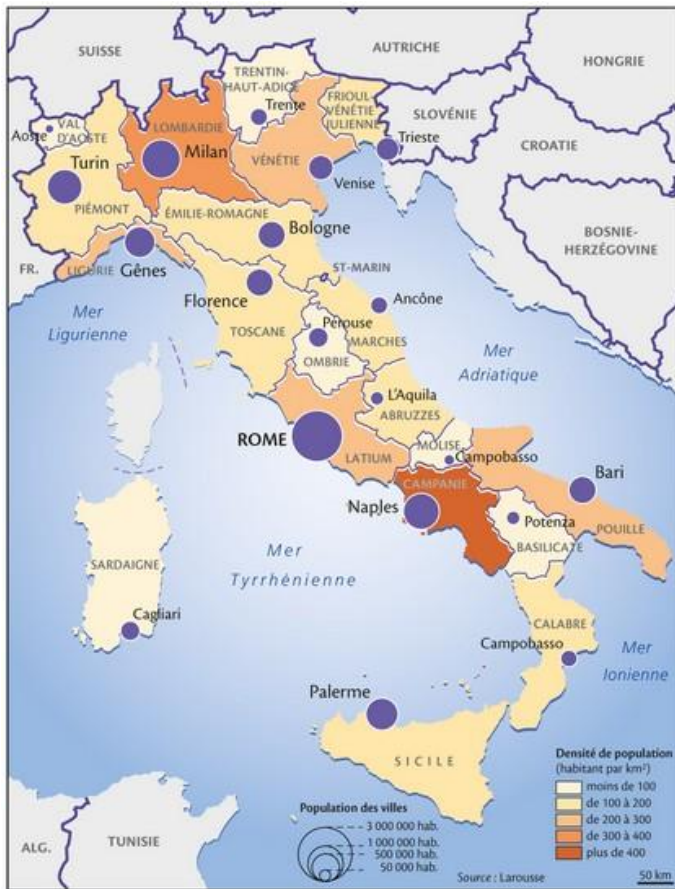 SUISSE
AUTRICHE
HONGRIE
TRENTIN-
HAUT-ADIGE
Trente
FRIOUL-
VÉNÉTIE
JULIENNE
SLOVÉNIE
CROATIE
Aoste
VAL
D'AOSTE
LOMBARDIE
Milan
VÉNÉTIE
Trieste
Turin
Venise
PIÉMONT
ÉMILIE-ROMAGNE
Bologne
BOSNIE-
HERZÉGOVINE
FR.
LIGURIE
Gênes
ST-MARIN
Florence
Ancône
Mer
Ligurienne
TOSCANE
Pérouse
MARCHES
OMBRIE
Mer
Adriatique
L'Aquila
ABRUZZES
ROME
LATIUM
MOLISE
Campobasso
CAMPANIE
Bari
Naples
Potenza
POUILLE
BASILICATE
Mer
Tyrrhénienne
SARDAIGNE
Cagliari
CALABRE
Campobasso
Mer
Ionienne
Palerme
SICILE
ALG.
TUNISIE
Population des villes
3 000 000 hab.
1 000 000 hab.
500 000 hab.
50 000 hab.
Densité de population
(habitant par km²)
moins de 100
de 100 à 200
de 200 à 300
de 300 à 400
plus de 400
Source : Larousse
50 km